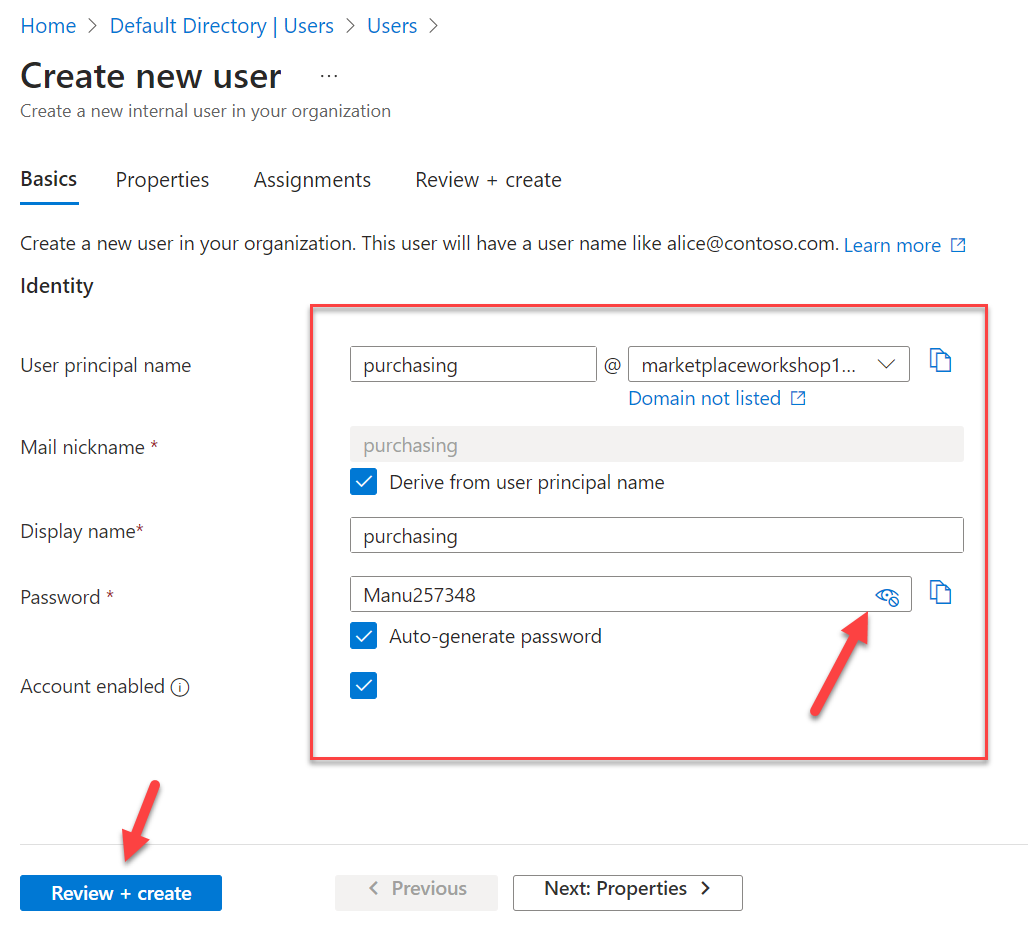 Home > Default Directory | Users > Users >
Create new user ...
Create a new internal user in your organization
Basics Properties Assignments Review + create
Create a new user in your organization. This user will have a user name like alice@contoso.com. Learn more
Identity
User principal name purchasing @ marketplaceworkshop1...
Domain not listed
Mail nickname * purchasing
Derive from user principal name
Display name* purchasing
Password * Manu257348
Auto-generate password
Account enabled
Review + create < Previous Next: Properties >